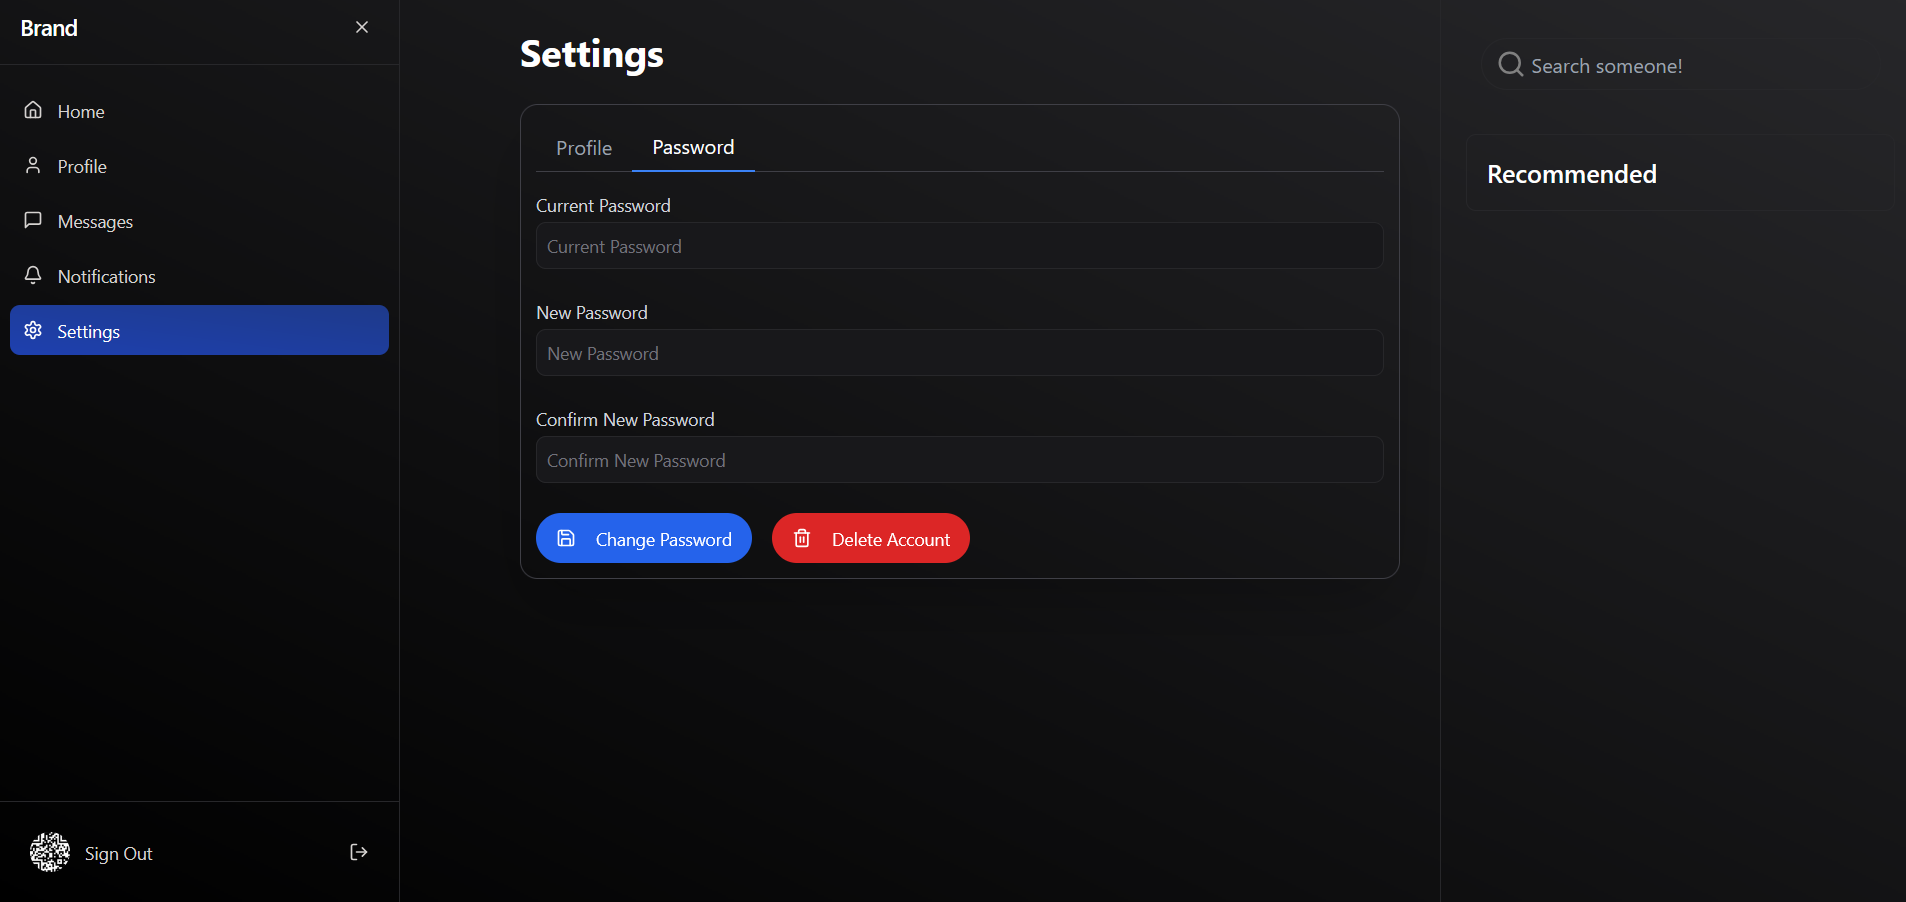 Brand
Home
Profile
Messages
Notifications
Settings
Sign Out
Settings
Profile
Password
Current Password
Current Password
New Password
New Password
Confirm New Password
Confirm New Password
Change Password
Delete Account
Search someone!
Recommended